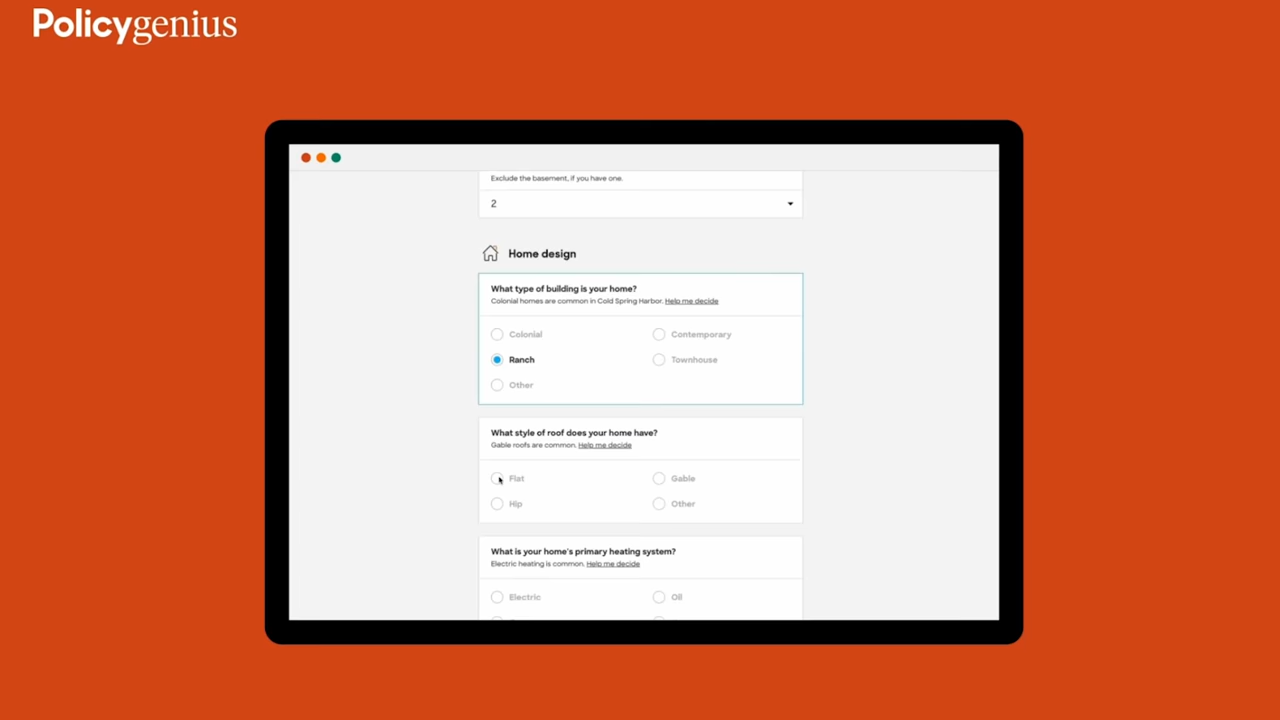 Policygenius
Exclude the basement, if you have one.
2
Home design
What type of building is your home?
Colonial homes are common in Cold Spring Harbor. Help me decide
Colonial
Contemporary
Ranch
Townhouse
Other
What style of roof does your home have?
Gable roofs are common. Help me decide
Flat
Gable
Hip
Other
What is your home's primary heating system?
Electric heating is common. Help me decide
Electric
Oil